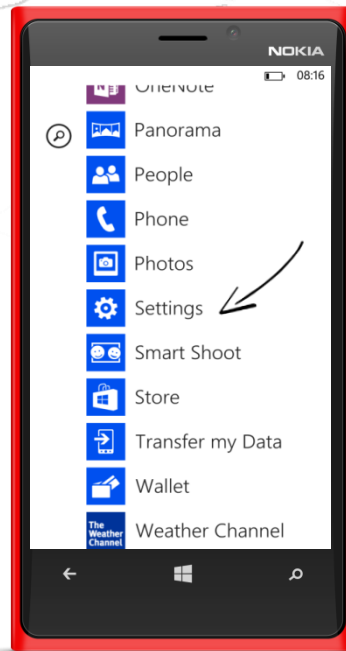 NOKIA
08:16
OneNote
Panorama
People
Phone
Photos
Settings
Smart Shoot
Store
Transfer my Data
Wallet
The
Weather
Channel
Weather Channel